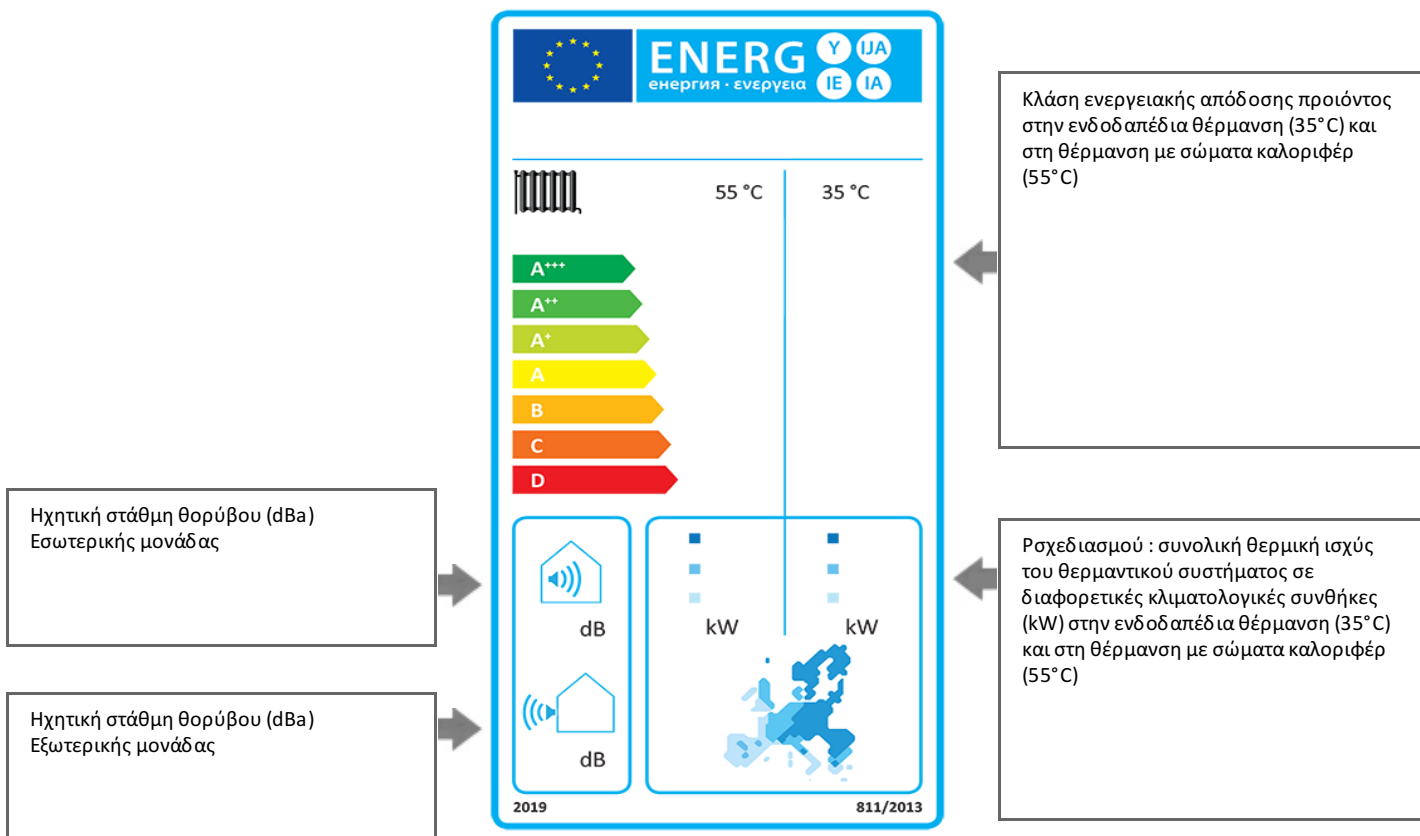 ENERG
енергия · ενεργεια
Y IJA
IE IA
55 °C 35 °C
A+++
A++
A+
A
B
C
D
dB
dB
kW kW
2019 811/2013
Κλάση ενεργειακής απόδοσης προιόντος
στην ενδοδαπέδια θέρμανση (35°C) και
στη θέρμανση με σώματα καλοριφέρ
(55°C)
Ηχητική στάθμη θορύβου (dBa)
Εσωτερικής μονάδας
Ρσχεδιασμού : συνολική θερμική ισχύς
του θερμαντικού συστήματος σε
διαφορετικές κλιματολογικές συνθήκες
(kW) στην ενδοδαπέδια θέρμανση (35°C)
και στη θέρμανση με σώματα καλοριφέρ
(55°C)
Ηχητική στάθμη θορύβου (dBa)
Εξωτερικής μονάδας